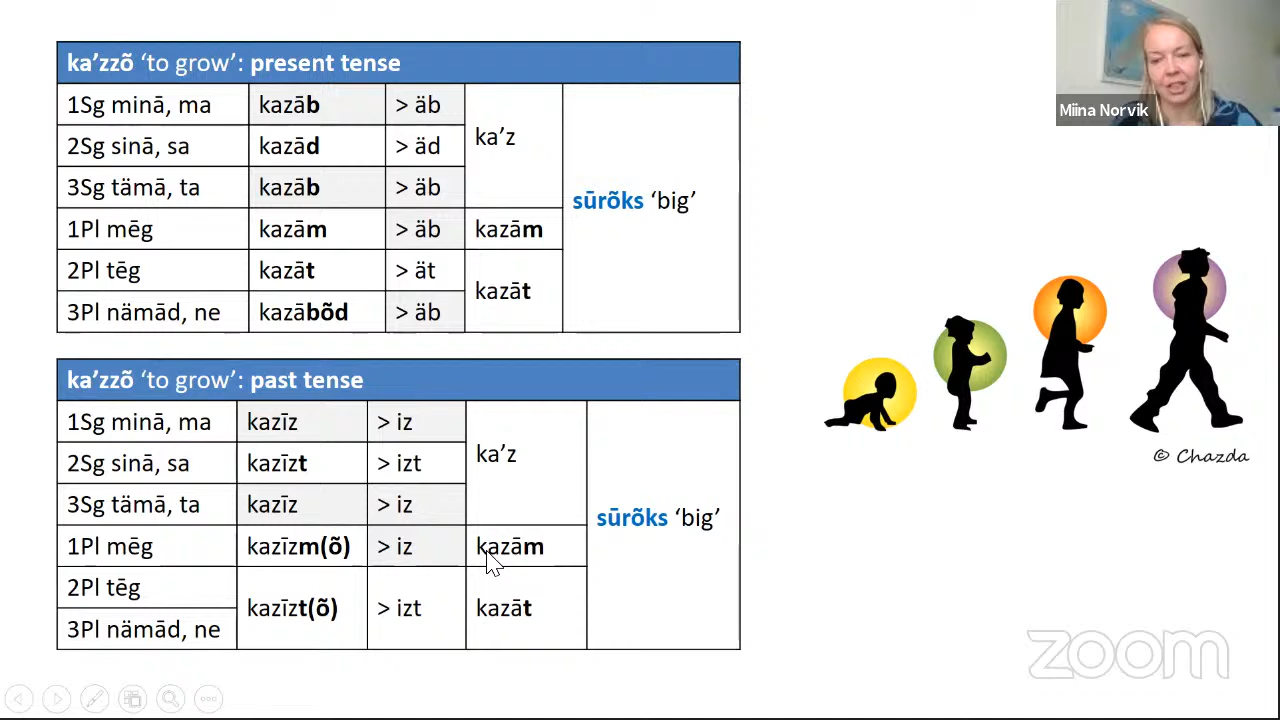 ka’zzõ ‘to grow’: present tense
1Sg minā, ma kazāb > äb ka’z sūrõks ‘big’
2Sg sinā, sa kazād > äd
3Sg tämā, ta kazāb > äb
1Pl mēg kazām > äb kazām
2Pl tēg kazāt > ät kazāt
3Pl nämād, ne kazābõd > äb
ka’zzõ ‘to grow’: past tense
1Sg minā, ma kazīz > iz ka’z sūrõks ‘big’
2Sg sinā, sa kazīzt > izt
3Sg tämā, ta kazīz > iz
1Pl mēg kazīzm(õ) > iz kazām
2Pl tēg kazīzt(õ) > izt kazāt
3Pl nämād, ne
Miina Norvik
© Chazda
zoom